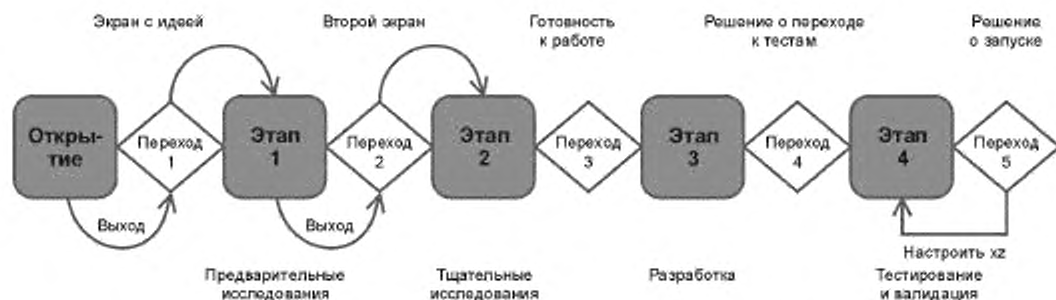 Экран с идеей
Второй экран
Готовность
к работе
Решение о переходе
к тестам
Решение
о запуске
Откры-
тие
Переход
1
Этап
1
Переход
2
Этап
2
Переход
3
Этап
3
Переход
4
Этап
4
Переход
5
Выход
Выход
Настроить x2
Предварительные
исследования
Тщательные
исследования
Разработка
Тестирование
и валидация